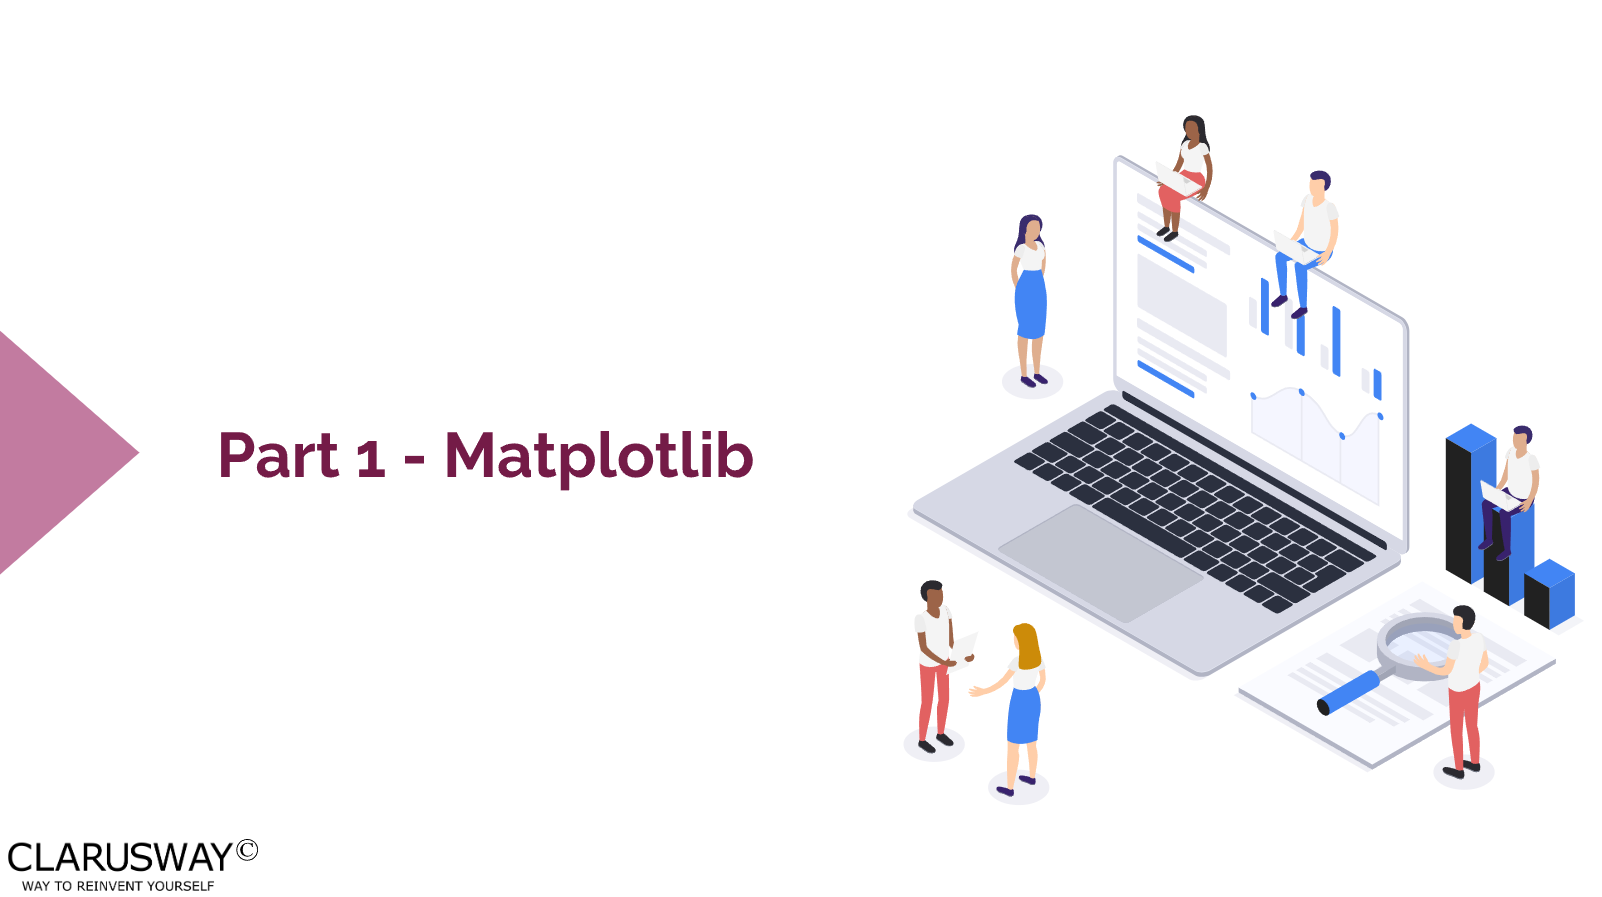 Part 1 - Matplotlib
CLARUSWAY©
WAY TO REINVENT YOURSELF